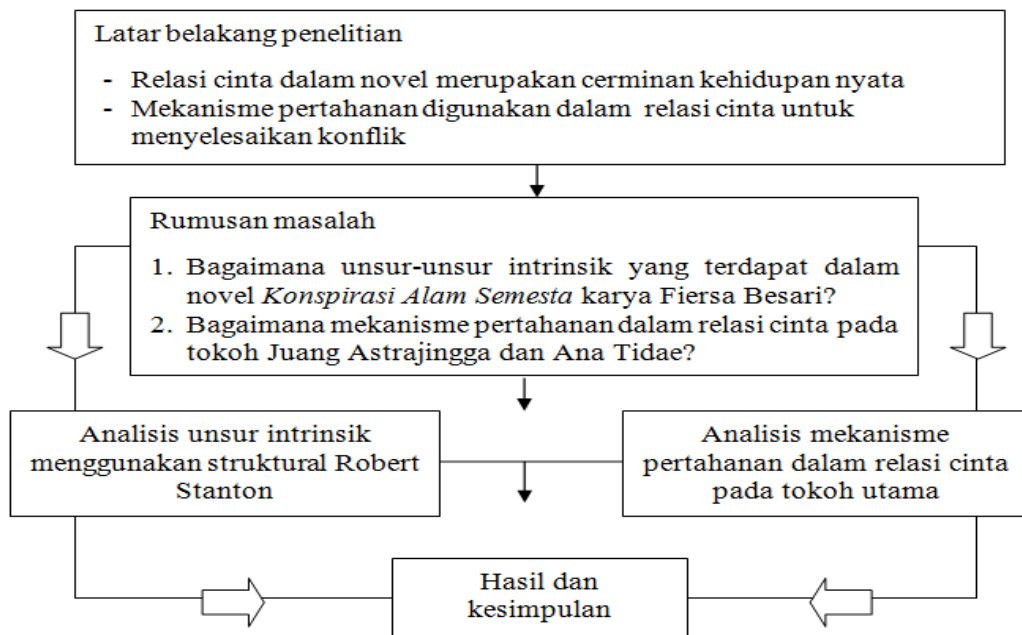 Latar belakang penelitian
- Relasi cinta dalam novel merupakan cerminan kehidupan nyata
- Mekanisme pertahanan digunakan dalam relasi cinta untuk
menyelesaikan konflik
Rumusan masalah
1. Bagaimana unsur-unsur intrinsik yang terdapat dalam
novel Konspirasi Alam Semesta karya Fiersa Besari?
2. Bagaimana mekanisme pertahanan dalam relasi cinta pada
tokoh Juang Astrajingga dan Ana Tidae?
Analisis unsur intrinsik
menggunakan struktural Robert
Stanton
Analisis mekanisme
pertahanan dalam relasi cinta
pada tokoh utama
Hasil dan
kesimpulan